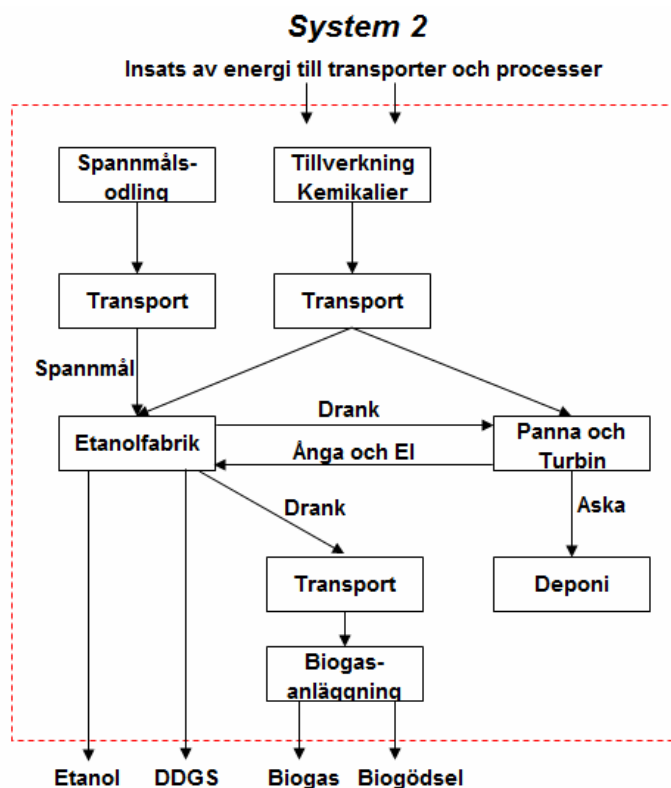 System 2
Insats av energi till transporter och processer
Spannmåls-
odling
Tillverkning
Kemikalier
Transport
Transport
Spannmål
Drank
Etanolfabrik
Panna och
Turbin
Ånga och El
Drank
Aska
Transport
Deponi
Biogas-
anläggning
Etanol DDGS Biogas Biogödsel